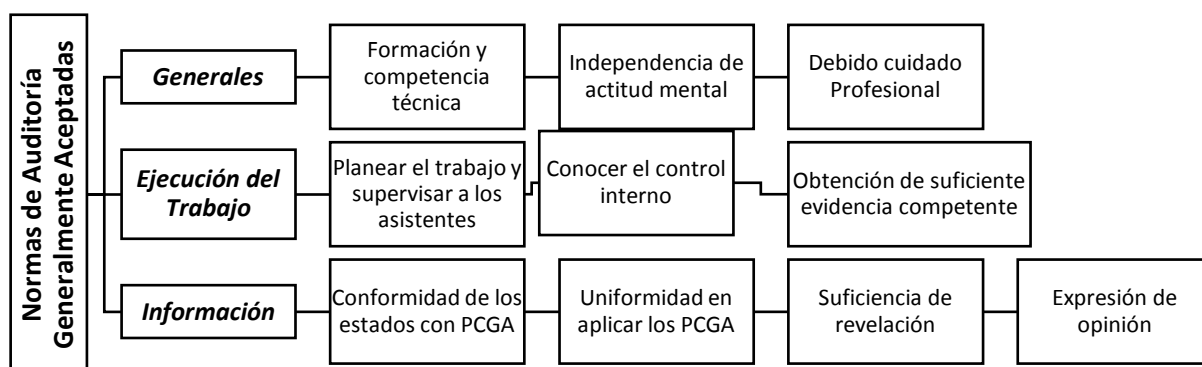 Normas de Auditoría
Generalmente Aceptadas
Generales
Formación y
competencia
técnica
Independencia de
actitud mental
Debido cuidado
Profesional
Ejecución del
Trabajo
Planear el trabajo y
supervisar a los
asistentes
Conocer el control
interno
Obtención de suficiente
evidencia competente
Información
Conformidad de los
estados con PCGA
Uniformidad en
aplicar los PCGA
Suficiencia de
revelación
Expresión de
opinión